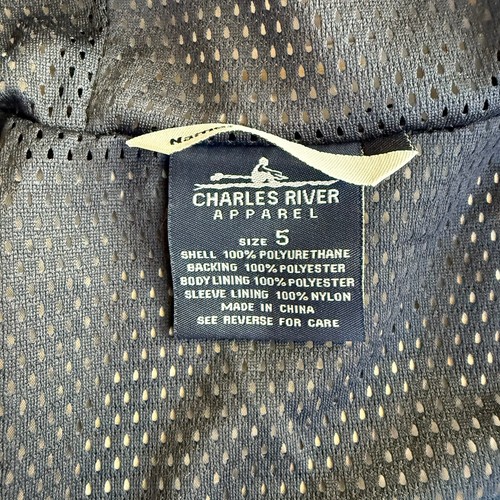 Name
CHARLES RIVER
APPAREL
SIZE 5
SHELL 100% POLYURETHANE
BACKING 100% POLYESTER
BODY LINING 100% POLYESTER
SLEEVE LINING 100% NYLON
MADE IN CHINA
SEE REVERSE FOR CARE